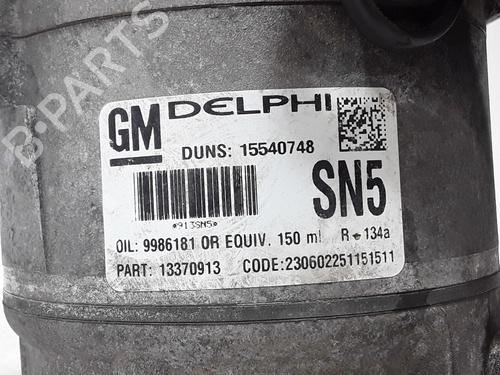 B-PARTS
GM DELPHI
DUNS: 15540748
SN5
*913SN5*
OIL: 9986181 OR EQUIV. 150 ml R-134a
PART: 13370913 CODE:230602251151511